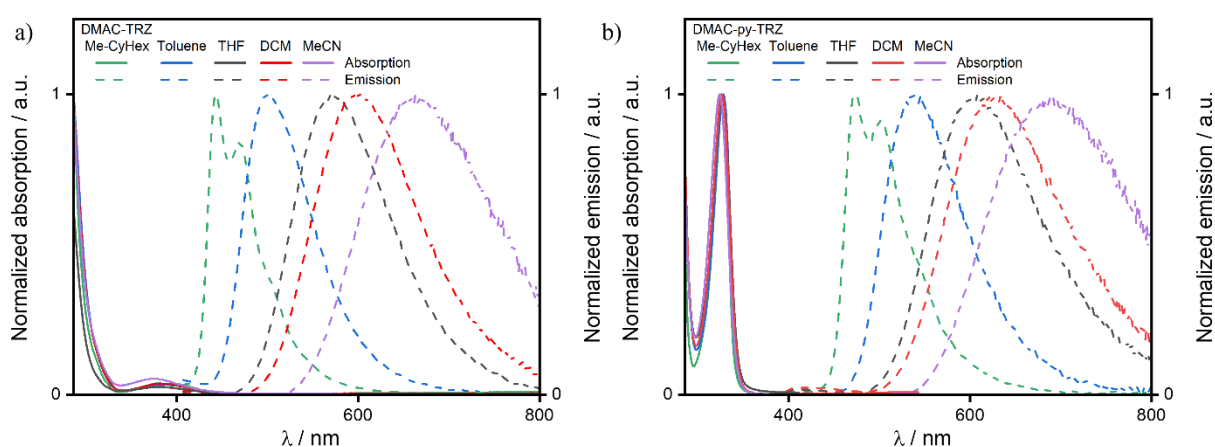 a)
DMAC-TRZ
Me-CyHex Toluene THF DCM MeCN
Absorption
Emission
1
0
Normalized absorption / a.u.
1
0
Normalized emission / a.u.
400 600 800
λ / nm
b)
DMAC-py-TRZ
Me-CyHex Toluene THF DCM MeCN
Absorption
Emission
1
0
Normalized absorption / a.u.
1
0
Normalized emission / a.u.
400 600 800
λ / nm